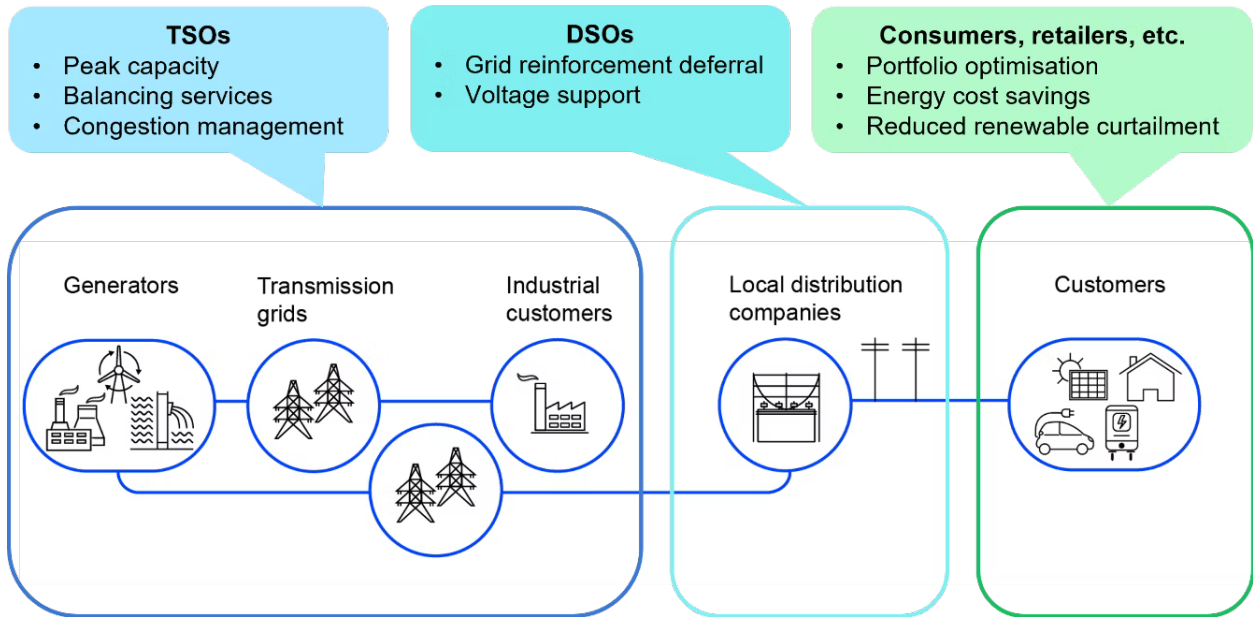 TSOs
• Peak capacity
• Balancing services
• Congestion management
DSOs
• Grid reinforcement deferral
• Voltage support
Consumers, retailers, etc.
• Portfolio optimisation
• Energy cost savings
• Reduced renewable curtailment
Generators
Transmission
grids
Industrial
customers
Local distribution
companies
Customers